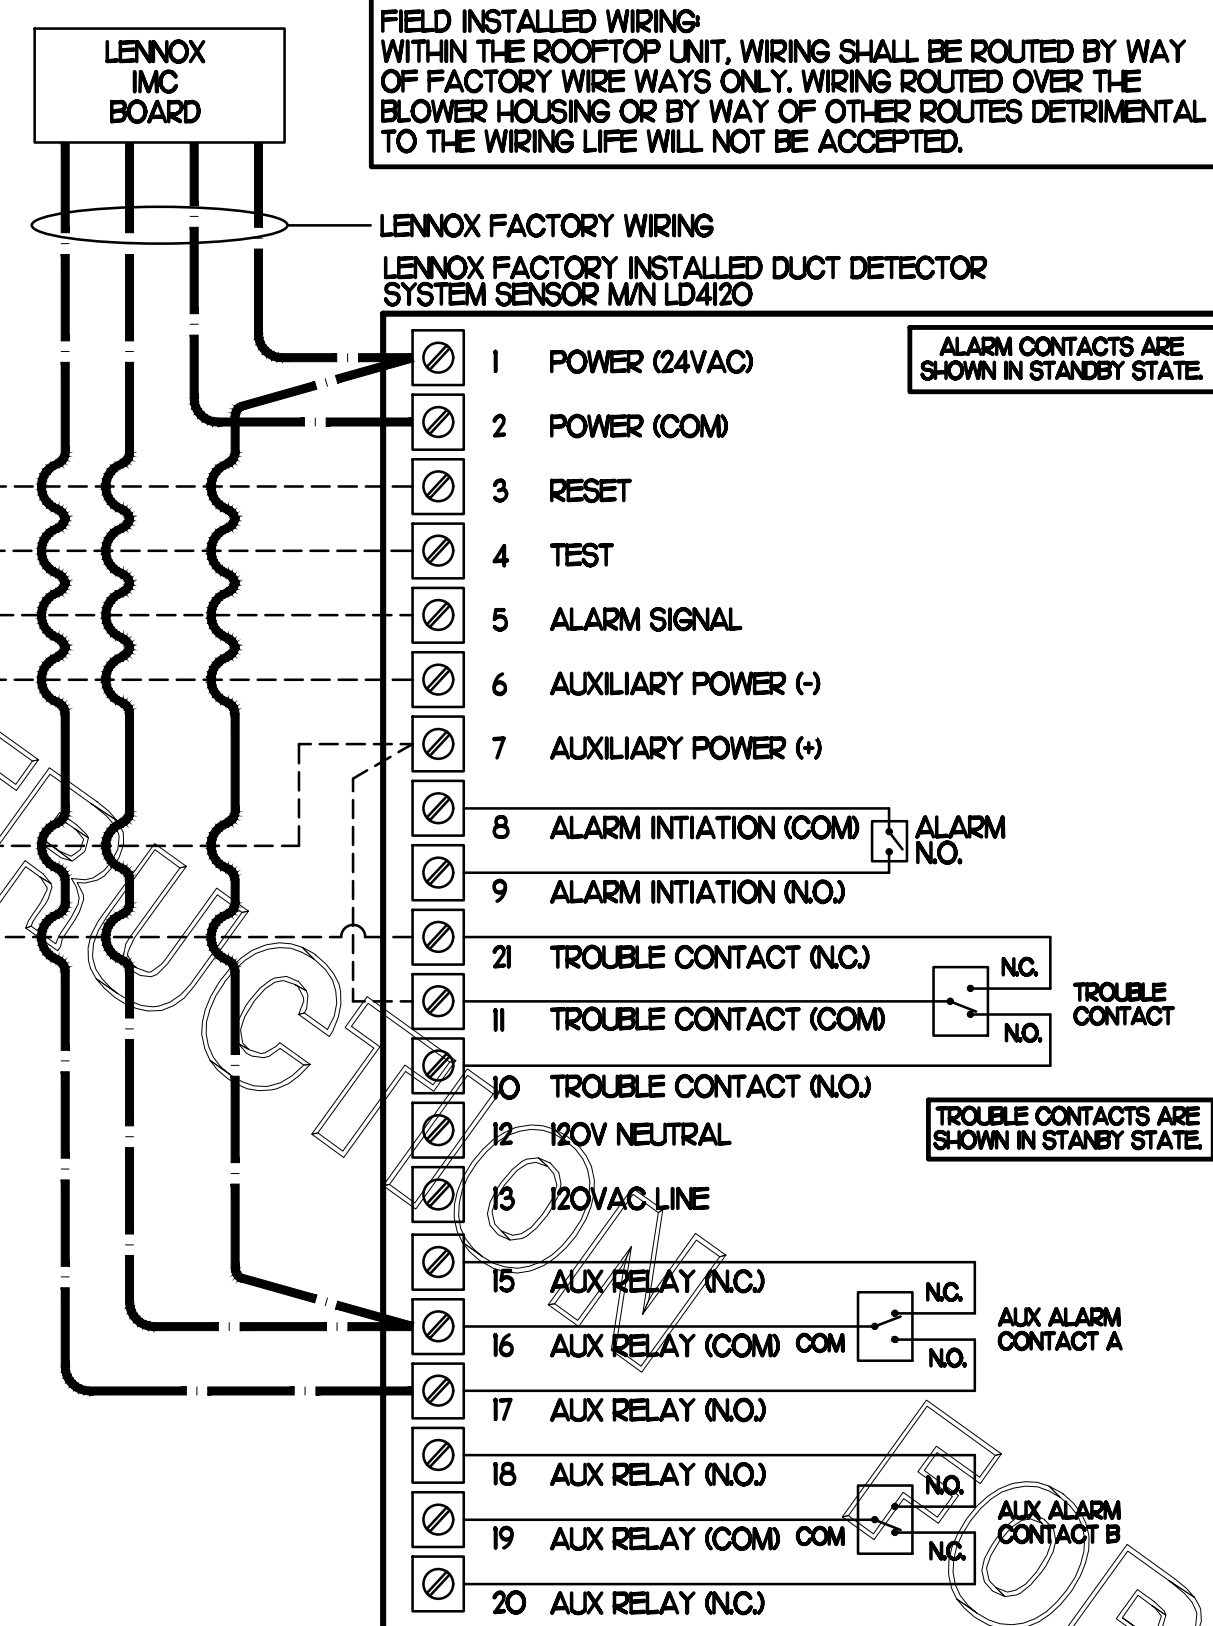 LENNOX
IMC
BOARD
FIELD INSTALLED WIRING:
WITHIN THE ROOFTOP UNIT, WIRING SHALL BE ROUTED BY WAY
OF FACTORY WIRE WAYS ONLY. WIRING ROUTED OVER THE
BLOWER HOUSING OR BY WAY OF OTHER ROUTES DETRIMENTAL
TO THE WIRING LIFE WILL NOT BE ACCEPTED.
LENNOX FACTORY WIRING
LENNOX FACTORY INSTALLED DUCT DETECTOR
SYSTEM SENSOR M/N LD4120
ALARM CONTACTS ARE
SHOWN IN STANDBY STATE.
1 POWER (24VAC)
2 POWER (COM)
3 RESET
4 TEST
5 ALARM SIGNAL
6 AUXILIARY POWER (-)
7 AUXILIARY POWER (+)
8 ALARM INTIATION (COM)
ALARM
N.O.
9 ALARM INTIATION (N.O.)
21 TROUBLE CONTACT (N.C.)
N.C.
TROUBLE
CONTACT
11 TROUBLE CONTACT (COM)
N.O.
10 TROUBLE CONTACT (N.O.)
TROUBLE CONTACTS ARE
SHOWN IN STANBY STATE.
12 120V NEUTRAL
13 120VAC LINE
15 AUX RELAY (N.C.)
N.C.
AUX ALARM
CONTACT A
16 AUX RELAY (COM) COM
N.O.
17 AUX RELAY (N.O.)
18 AUX RELAY (N.O.)
N.O.
AUX ALARM
CONTACT B
19 AUX RELAY (COM) COM
N.C.
20 AUX RELAY (N.C.)